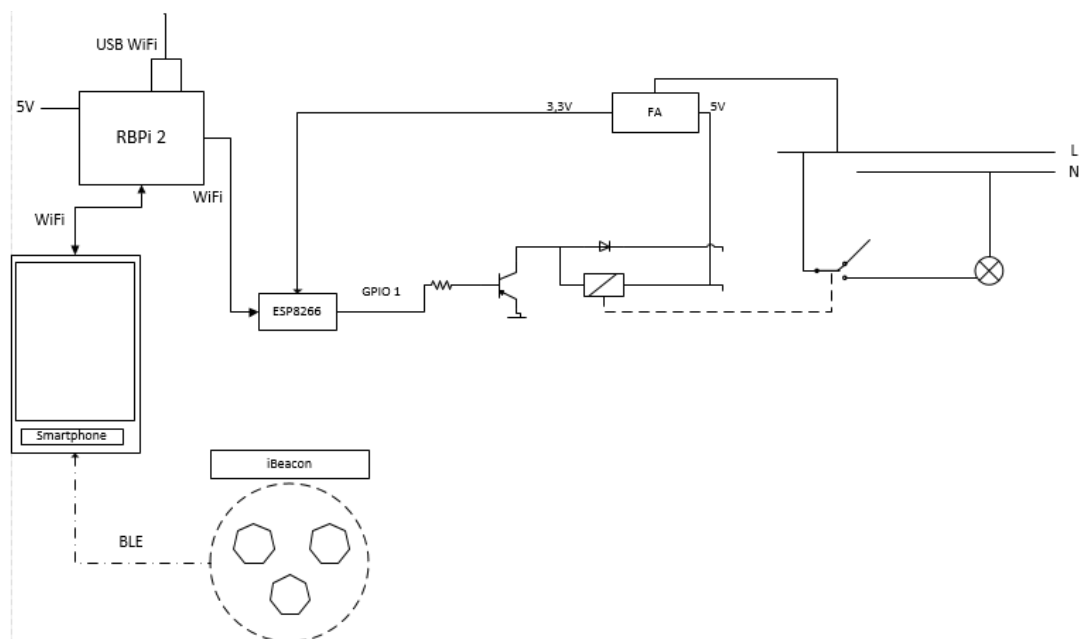 USB WiFi
5V
RBPi 2
WiFi
WiFi
Smartphone
iBeacon
BLE
ESP8266
GPIO 1
3,3V
FA
5V
L
N